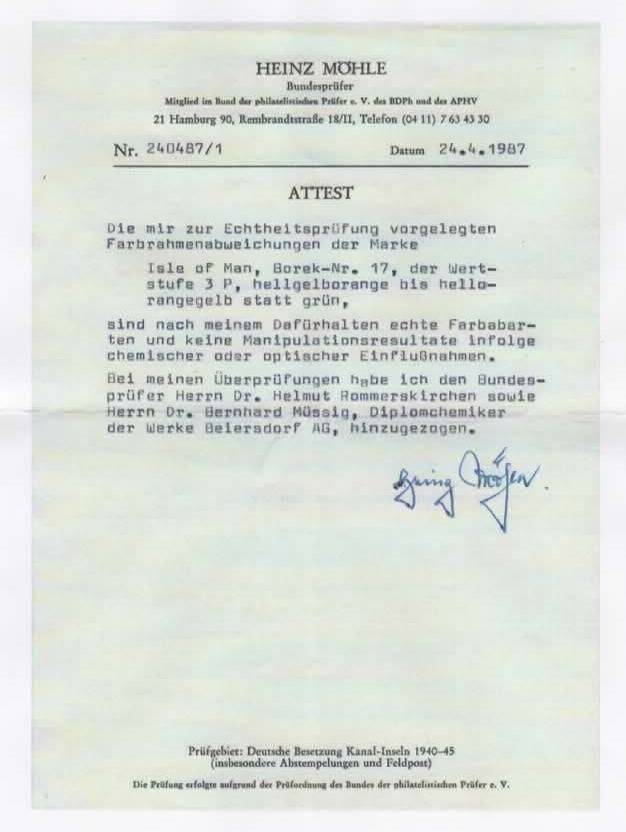 HEINZ MÖHLE
Bundesprüfer
Mitglied im Bund der philatelistischen Prüfer e. V. des BDPh und des APHV
21 Hamburg 90, Rembrandtstraße 18/II, Telefon (04 11) 7 63 43 30
Nr. 240487/1 Datum 24.4.1987
ATTEST
Die mir zur Echtheitsprüfung vorgelegten
Farbrahmenabweichungen der Marke
Isle of Man, Borek-Nr. 17, der Wert-
stufe 3 P, hellgelborange bis hello-
rangegelb statt grün,
sind nach meinem Dafürhalten echte Farbabar-
ten und keine Manipulationsresultate infolge
chemischer oder optischer Einflußnahmen.
Bei meinen Überprüfungen habe ich den Bundes-
prüfer Herrn Dr. Helmut Rommerskirchen sowie
Herrn Dr. Bernhard Müssig, Diplomchemiker
der Werke Beiersdorf AG, hinzugezogen.
Prüfgebiet: Deutsche Besetzung Kanal-Inseln 1940–45
(insbesondere Abstempelungen und Feldpost)
Die Prüfung erfolgte aufgrund der Prüfordnung des Bundes der philatelistischen Prüfer e. V.